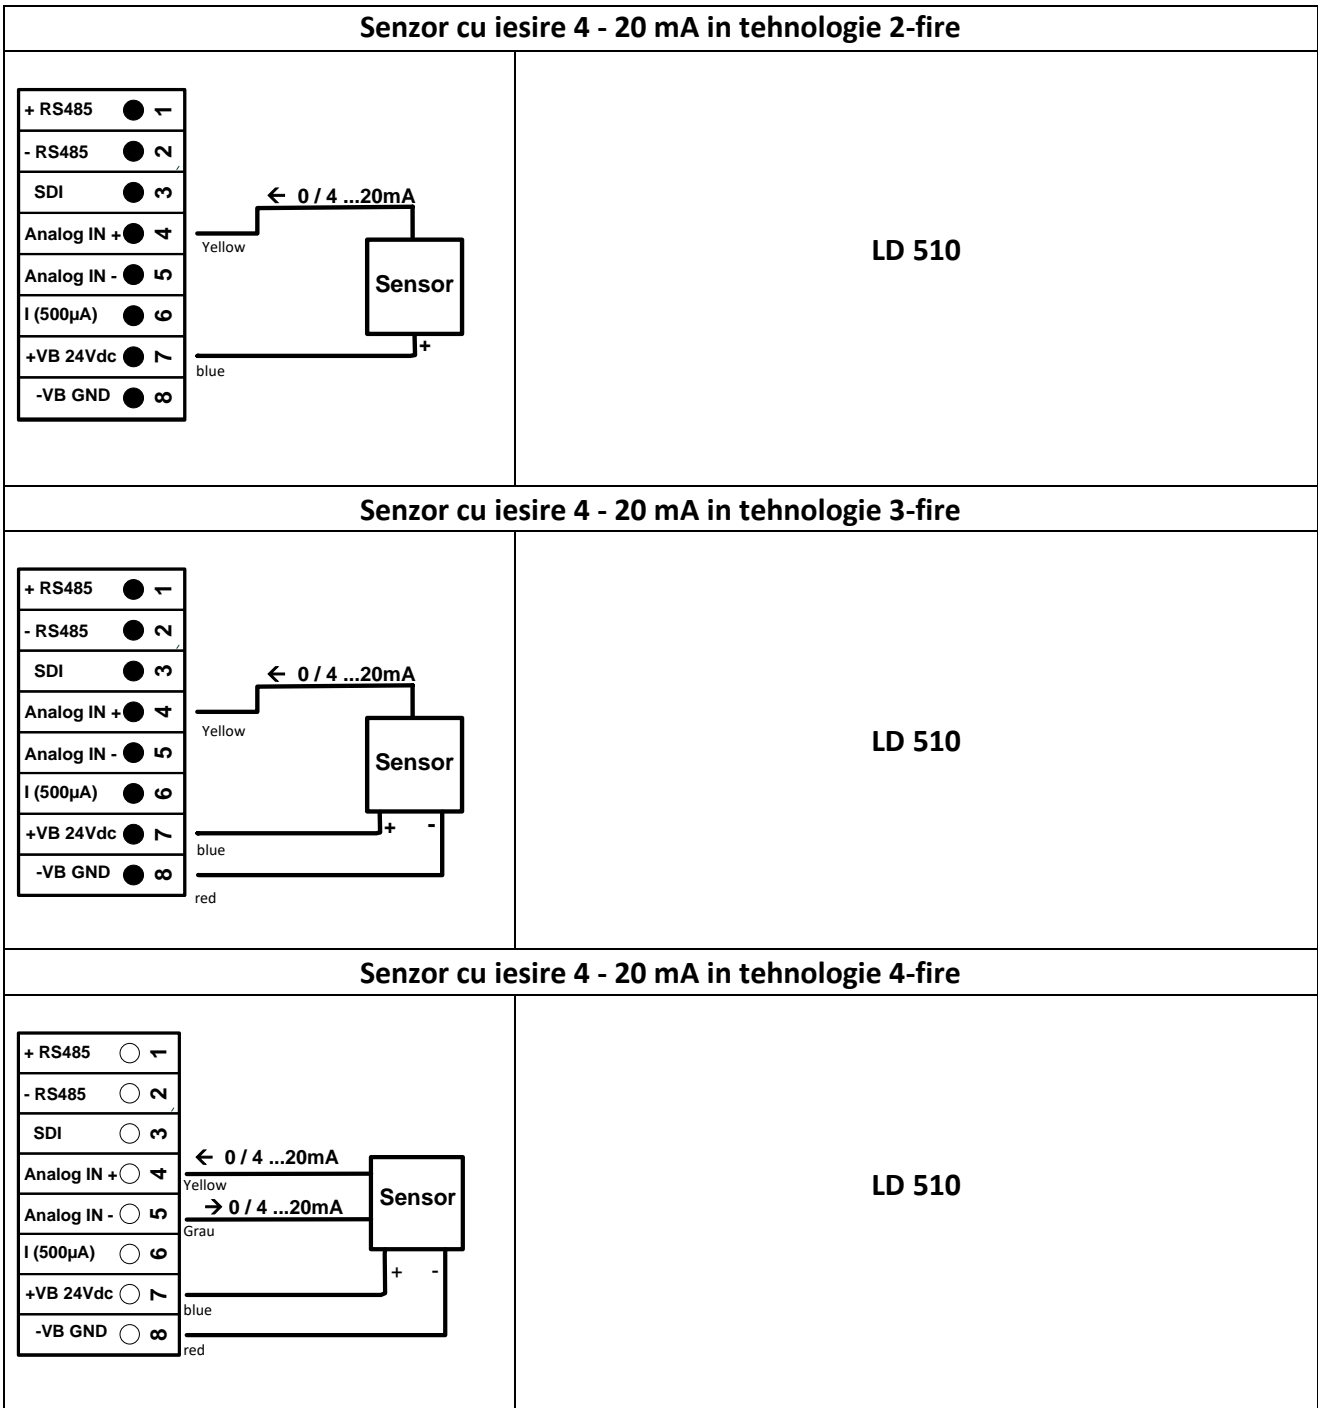 Senzor cu iesire 4 - 20 mA in tehnologie 2-fire
+ RS485 1
- RS485 2
SDI 3
Analog IN + 4
Analog IN - 5
I (500µA) 6
+VB 24Vdc 7
-VB GND 8
← 0 / 4 ...20mA
Yellow
Sensor
+
blue
LD 510
Senzor cu iesire 4 - 20 mA in tehnologie 3-fire
+ RS485 1
- RS485 2
SDI 3
Analog IN + 4
Analog IN - 5
I (500µA) 6
+VB 24Vdc 7
-VB GND 8
← 0 / 4 ...20mA
Yellow
Sensor
+ -
blue
red
LD 510
Senzor cu iesire 4 - 20 mA in tehnologie 4-fire
+ RS485 1
- RS485 2
SDI 3
Analog IN + 4
Analog IN - 5
I (500µA) 6
+VB 24Vdc 7
-VB GND 8
← 0 / 4 ...20mA
Yellow
→ 0 / 4 ...20mA
Grau
Sensor
+ -
blue
red
LD 510